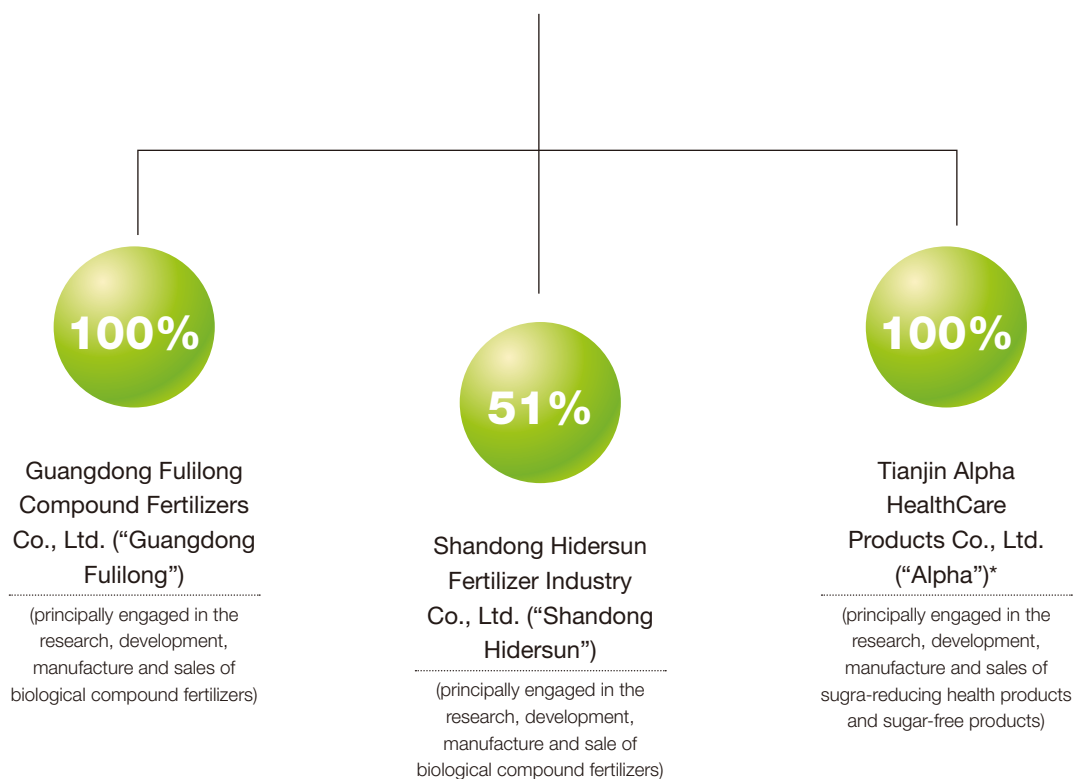 100%
Guangdong Fulilong
Compound Fertilizers
Co., Ltd. (“Guangdong
Fulilong”)
(principally engaged in the
research, development,
manufacture and sales of
biological compound fertilizers)
51%
Shandong Hidersun
Fertilizer Industry
Co., Ltd. (“Shandong
Hidersun”)
(principally engaged in the
research, development,
manufacture and sale of
biological compound fertilizers)
100%
Tianjin Alpha
HealthCare
Products Co., Ltd.
(“Alpha”)*
(principally engaged in the
research, development,
manufacture and sales of
sugra-reducing health products
and sugar-free products)